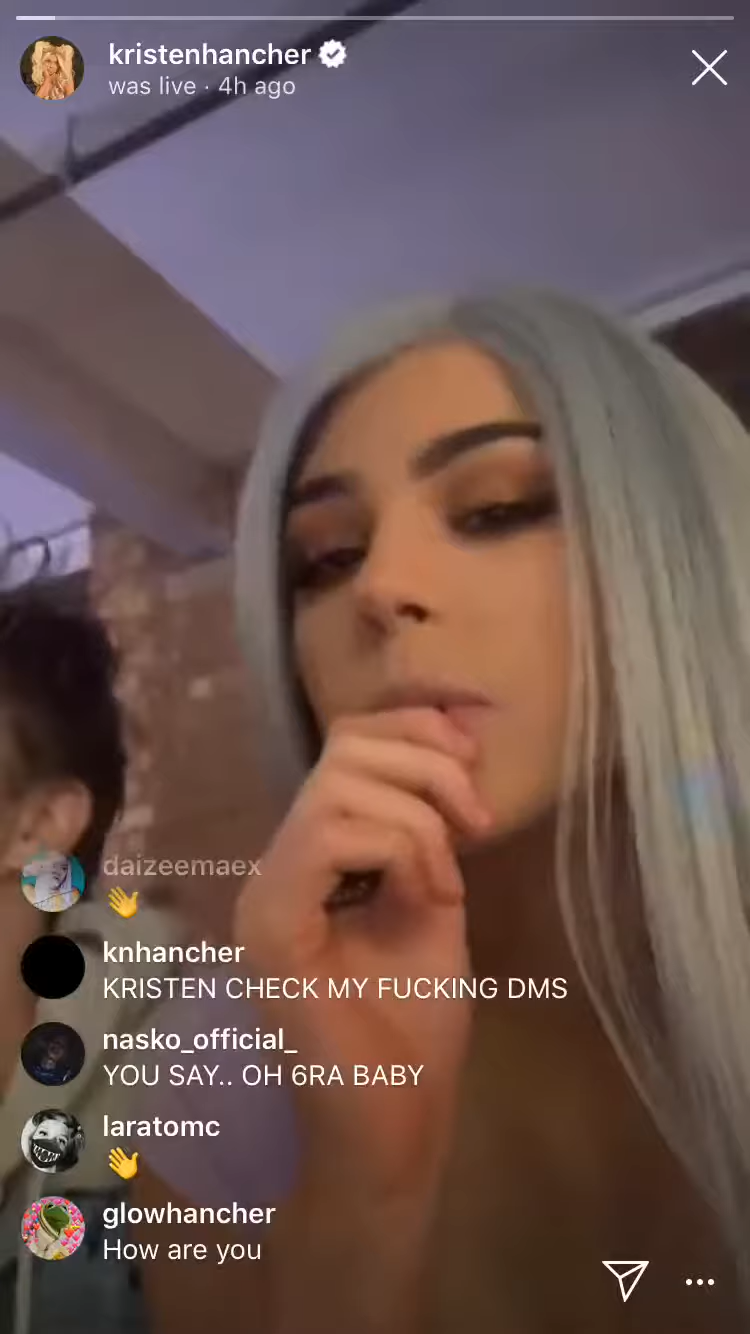 kristenhancher
was live · 4h ago
daizeemaex
👋
knhancher
KRISTEN CHECK MY FUCKING DMS
nasko_official_
YOU SAY.. OH 6RA BABY
laratomc
👋
glowhancher
How are you